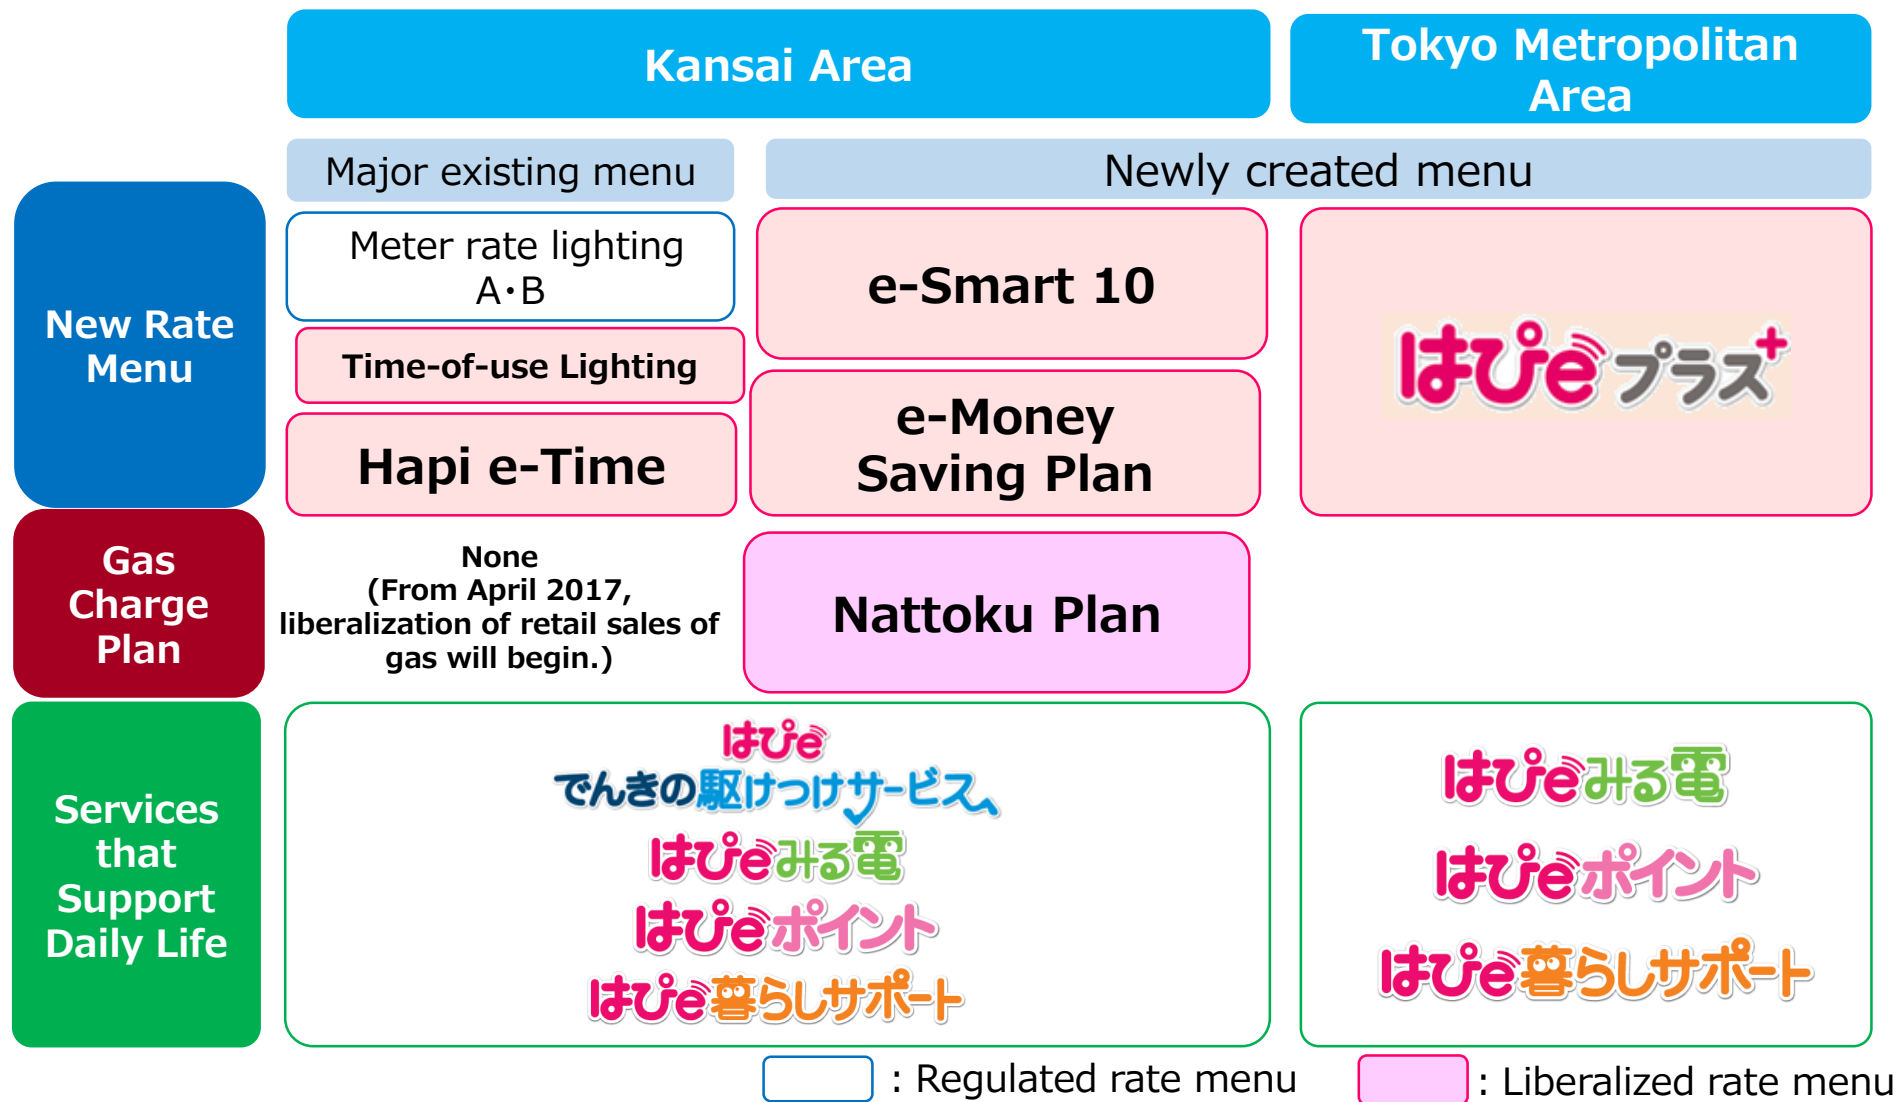 Kansai Area
Tokyo Metropolitan
Area
Major existing menu
Newly created menu
New Rate
Menu
Meter rate lighting
A・B
Time-of-use Lighting
Hapi e-Time
e-Smart 10
e-Money
Saving Plan
はぴeプラス+
Gas
Charge
Plan
None
(From April 2017,
liberalization of retail sales of
gas will begin.)
Nattoku Plan
Services
that
Support
Daily Life
はぴe
でんきの駆けつけサービス
はぴeみる電
はぴeポイント
はぴe暮らしサポート
はぴeみる電
はぴeポイント
はぴe暮らしサポート
: Regulated rate menu
: Liberalized rate menu